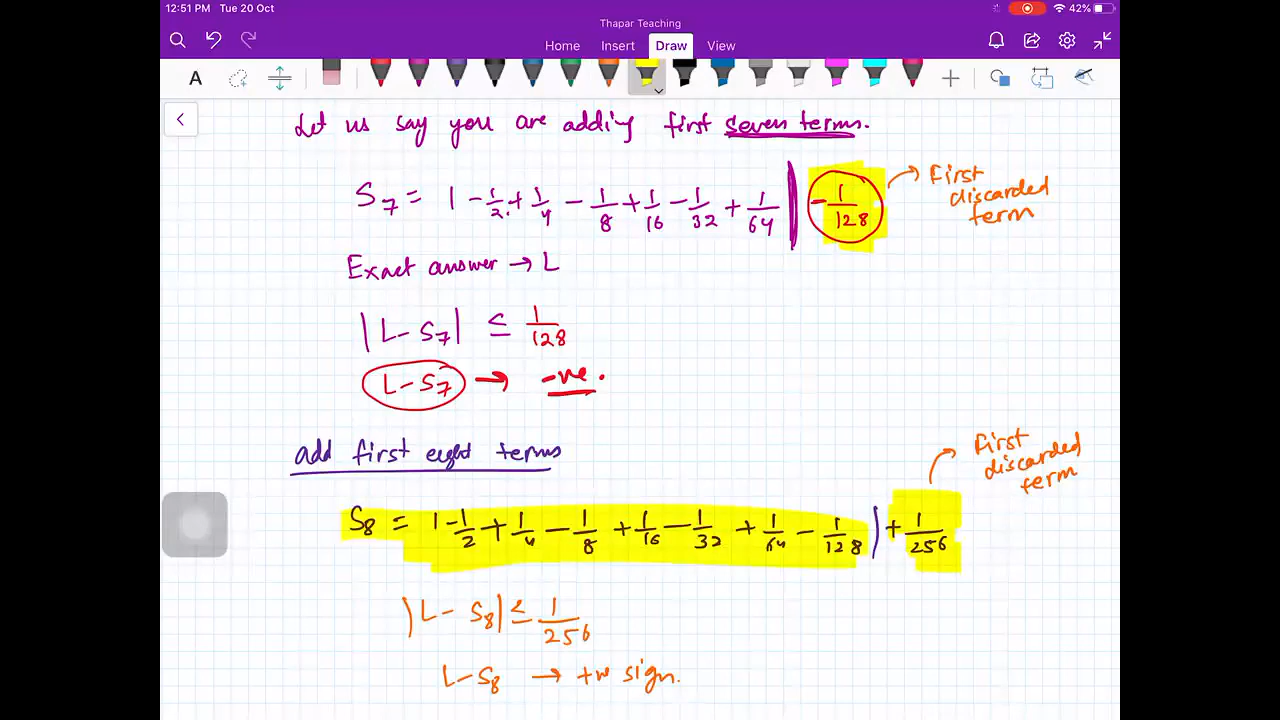 12:51 PM Tue 20 Oct
42%
Thapar Teaching
Home Insert Draw View
A
Let us say you are adding first seven terms.
S7 = 1 - 1/2 + 1/4 - 1/8 + 1/16 - 1/32 + 1/64 | - 1/128
First discarded term
Exact answer → L
|L - S7| ≤ 1/128
L - S7 → -ve.
add first eight terms
First discarded term
S8 = 1 - 1/2 + 1/4 - 1/8 + 1/16 - 1/32 + 1/64 - 1/128 | + 1/256
|L - S8| ≤ 1/256
L - S8 → +ve sign.